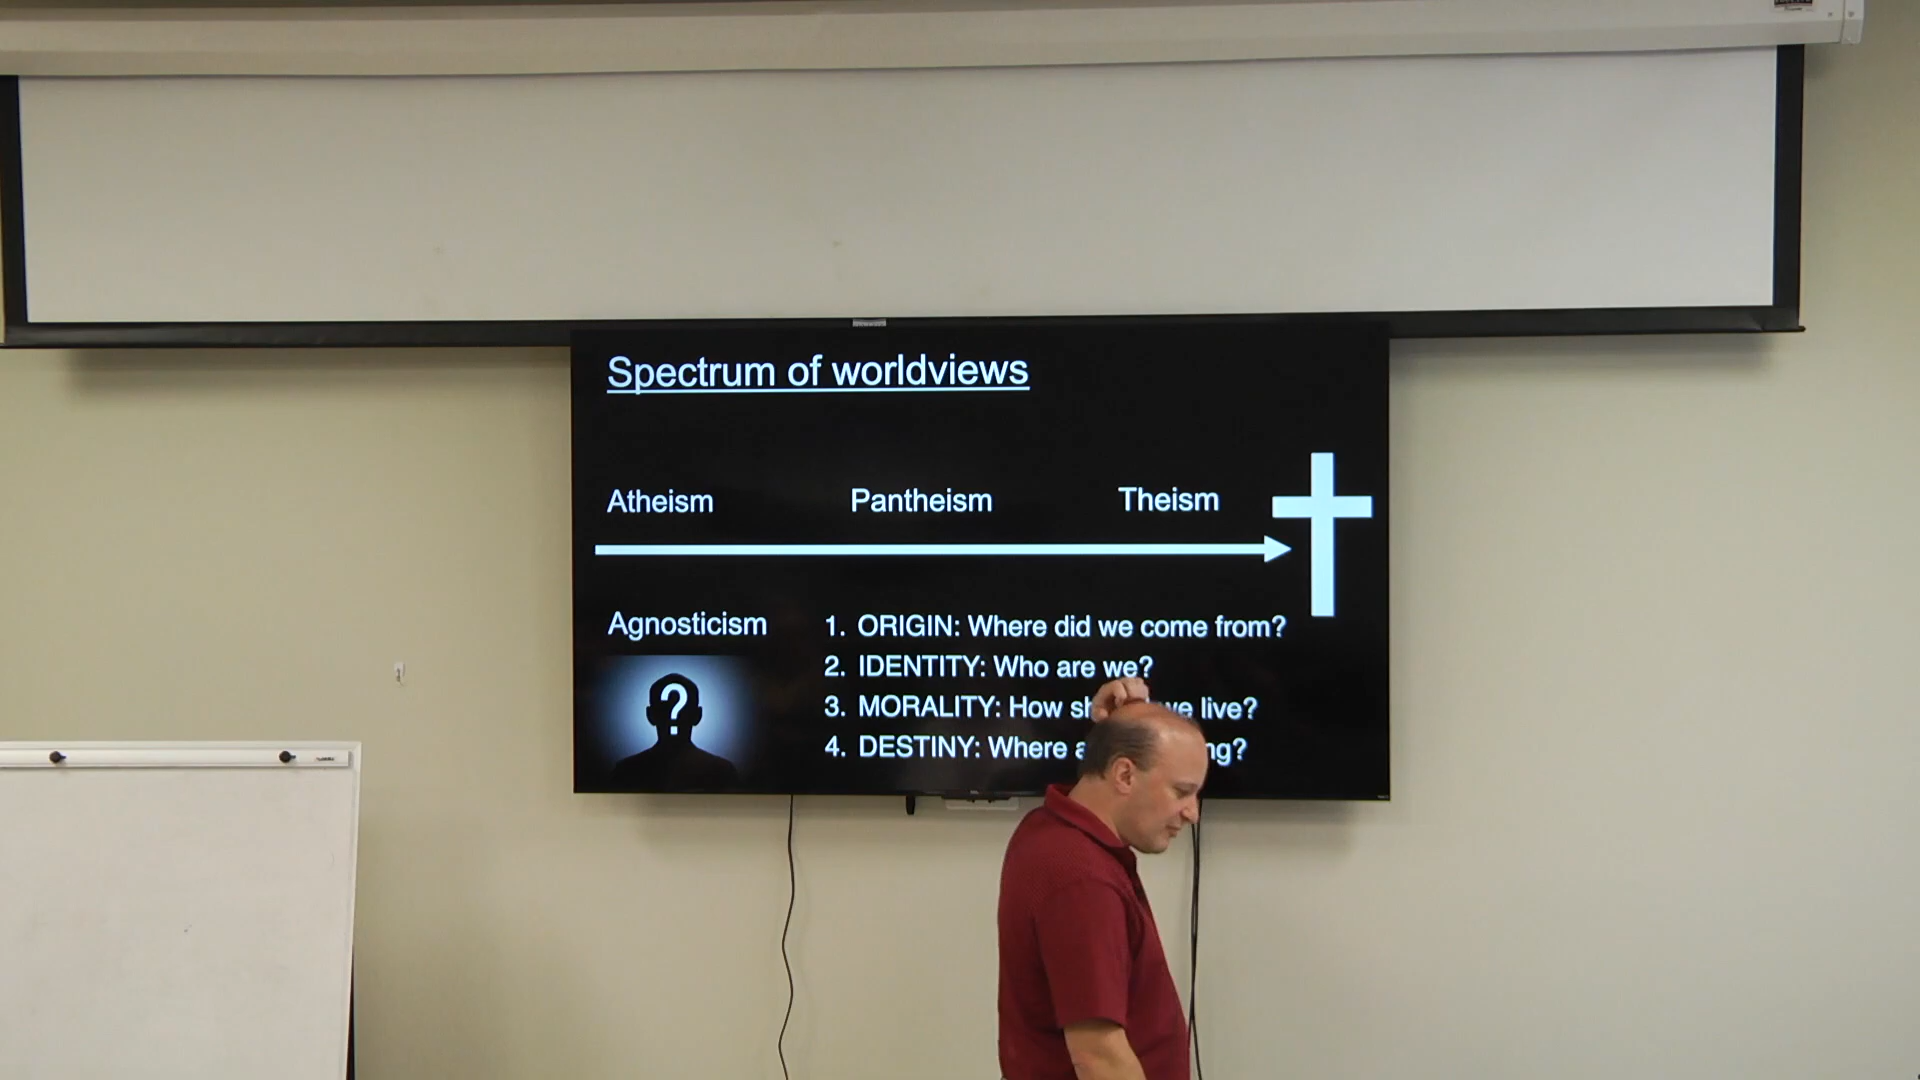 Spectrum of worldviews
Atheism Pantheism Theism
Agnosticism
?
1. ORIGIN: Where did we come from?
2. IDENTITY: Who are we?
3. MORALITY: How we live?
4. DESTINY: Where